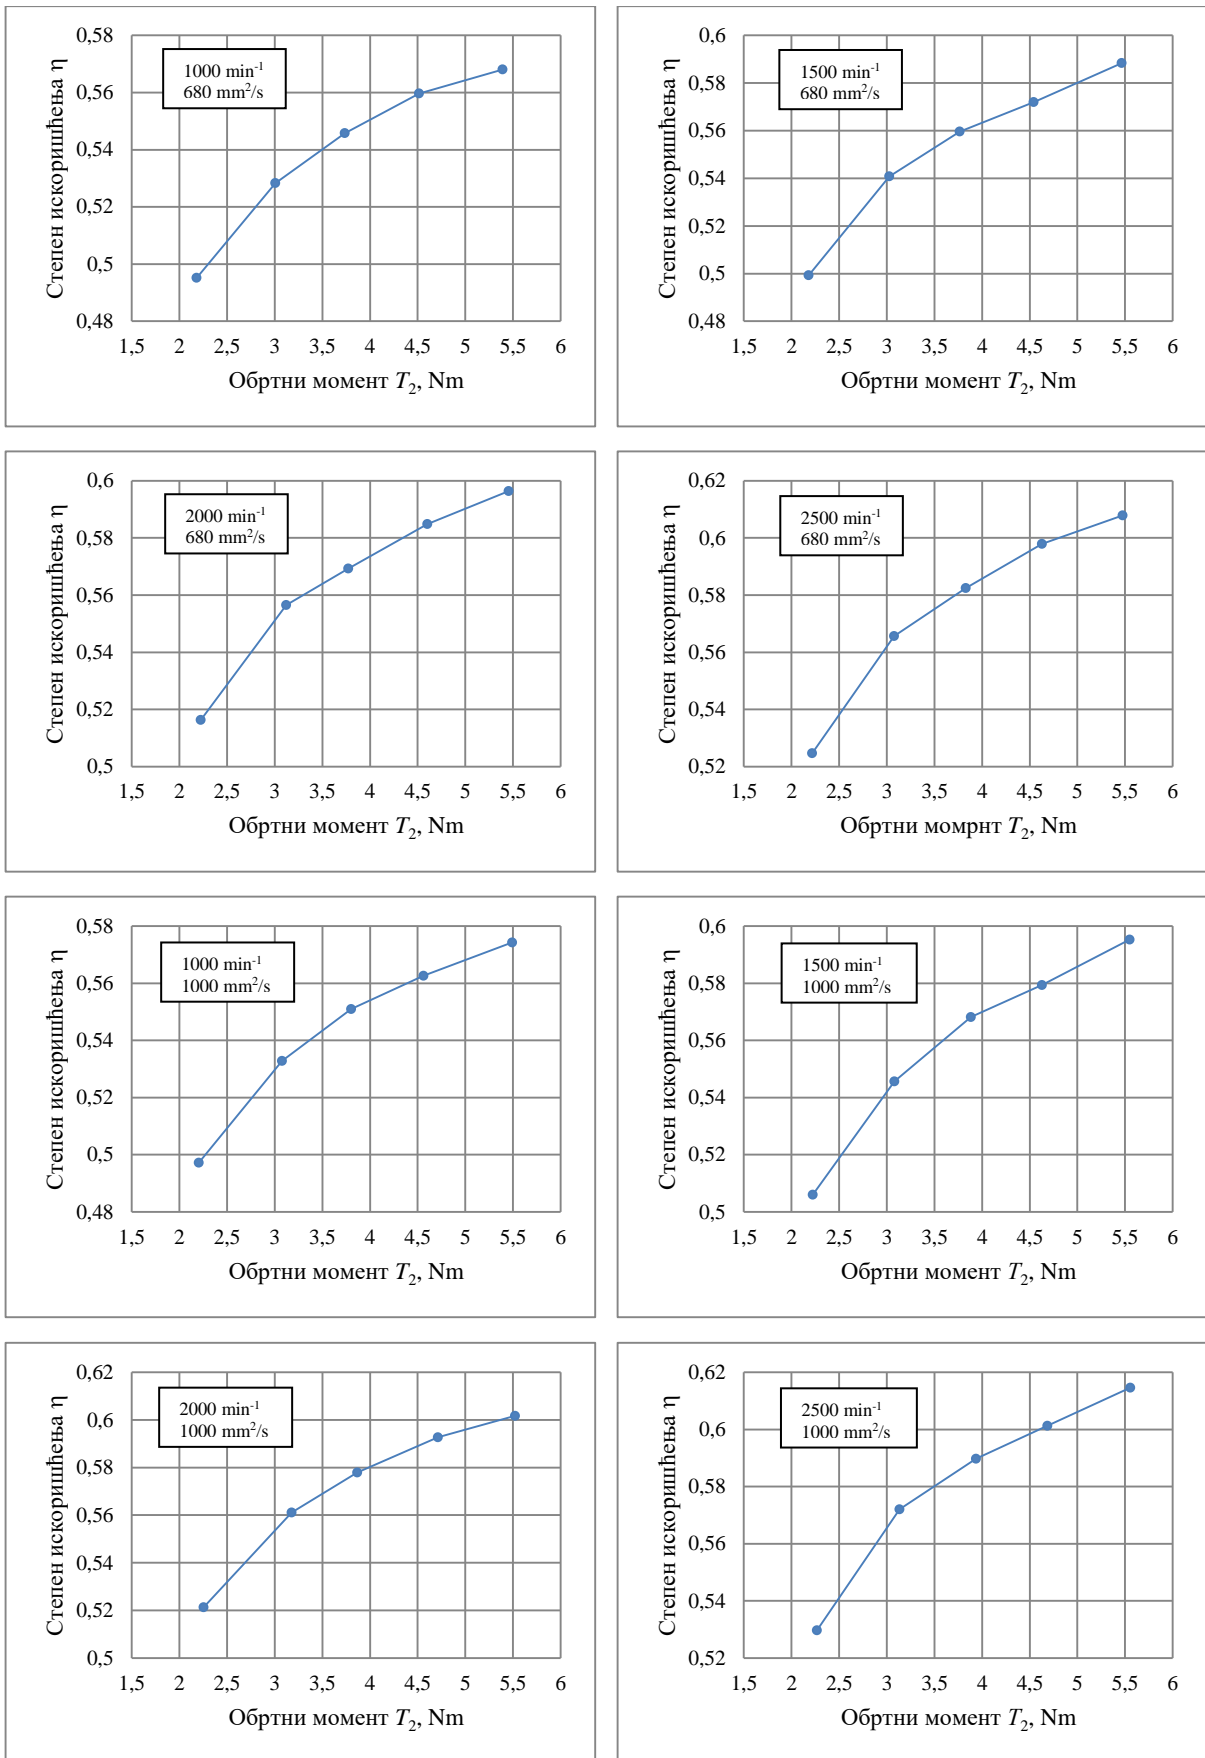 Степен искоришћења η
0,58
0,56
0,54
0,52
0,5
0,48
1000 min⁻¹
680 mm²/s
1,5 2 2,5 3 3,5 4 4,5 5 5,5 6
Обртни момент T₂, Nm
Степен искоришћења η
0,6
0,58
0,56
0,54
0,52
0,5
0,48
1500 min⁻¹
680 mm²/s
1,5 2 2,5 3 3,5 4 4,5 5 5,5 6
Обртни момент T₂, Nm
Степен искоришћења η
0,6
0,58
0,56
0,54
0,52
0,5
2000 min⁻¹
680 mm²/s
1,5 2 2,5 3 3,5 4 4,5 5 5,5 6
Обртни момент T₂, Nm
Степен искоришћења η
0,62
0,6
0,58
0,56
0,54
0,52
2500 min⁻¹
680 mm²/s
1,5 2 2,5 3 3,5 4 4,5 5 5,5 6
Обртни момрнт T₂, Nm
Степен искоришћења η
0,58
0,56
0,54
0,52
0,5
0,48
1000 min⁻¹
1000 mm²/s
1,5 2 2,5 3 3,5 4 4,5 5 5,5 6
Обртни момент T₂, Nm
Степен искоришћења η
0,6
0,58
0,56
0,54
0,52
0,5
1500 min⁻¹
1000 mm²/s
1,5 2 2,5 3 3,5 4 4,5 5 5,5 6
Обртни момент T₂, Nm
Степен искоришћења η
0,62
0,6
0,58
0,56
0,54
0,52
0,5
2000 min⁻¹
1000 mm²/s
1,5 2 2,5 3 3,5 4 4,5 5 5,5 6
Обртни момент T₂, Nm
Степен искоришћења η
0,62
0,6
0,58
0,56
0,54
0,52
2500 min⁻¹
1000 mm²/s
1,5 2 2,5 3 3,5 4 4,5 5 5,5 6
Обртни момент T₂, Nm